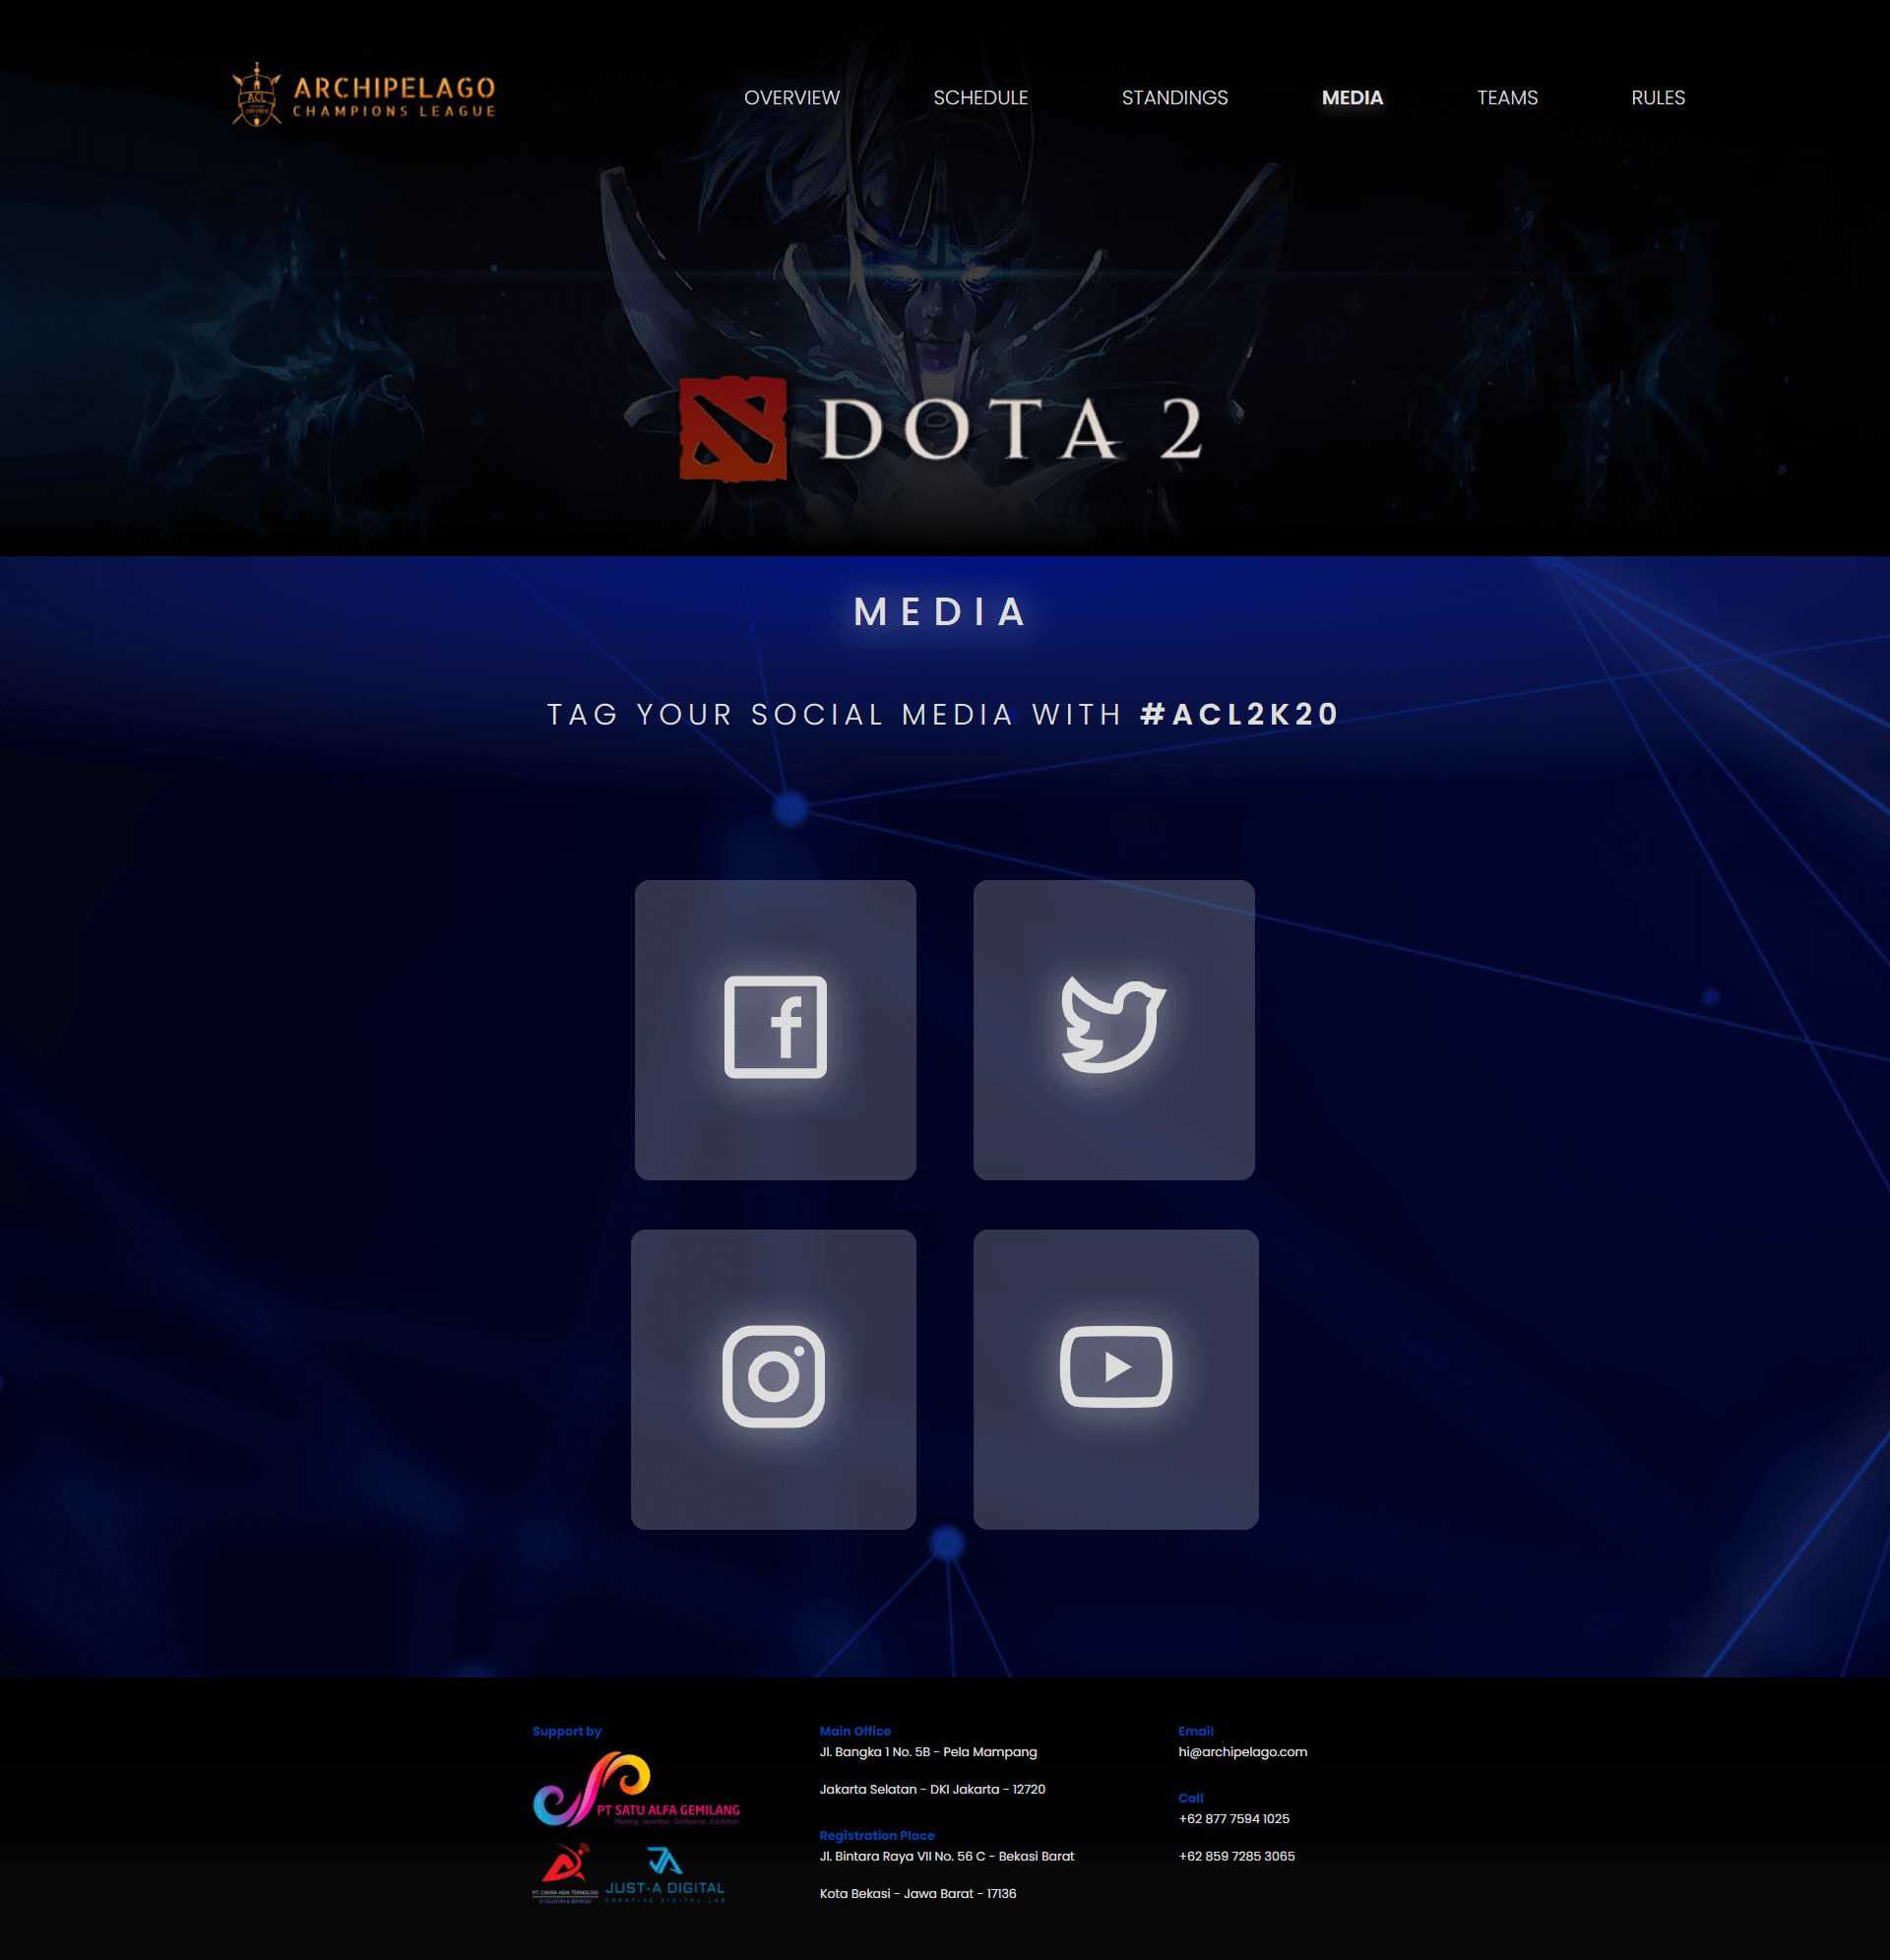 ARCHIPELAGO
CHAMPIONS LEAGUE
OVERVIEW SCHEDULE STANDINGS MEDIA TEAMS RULES
DOTA 2
MEDIA
TAG YOUR SOCIAL MEDIA WITH #ACL2K20
Support by
PT SATU ALFA GEMILANG
JUST-A DIGITAL
CREATIVE DIGITAL LAB
Main Office
Jl. Bangka 1 No. 5B - Pela Mampang
Jakarta Selatan - DKI Jakarta - 12720
Registration Place
Jl. Bintara Raya VII No. 56 C - Bekasi Barat
Kota Bekasi - Jawa Barat - 17136
Email
hi@archipelago.com
Call
+62 877 7594 1025
+62 859 7285 3065